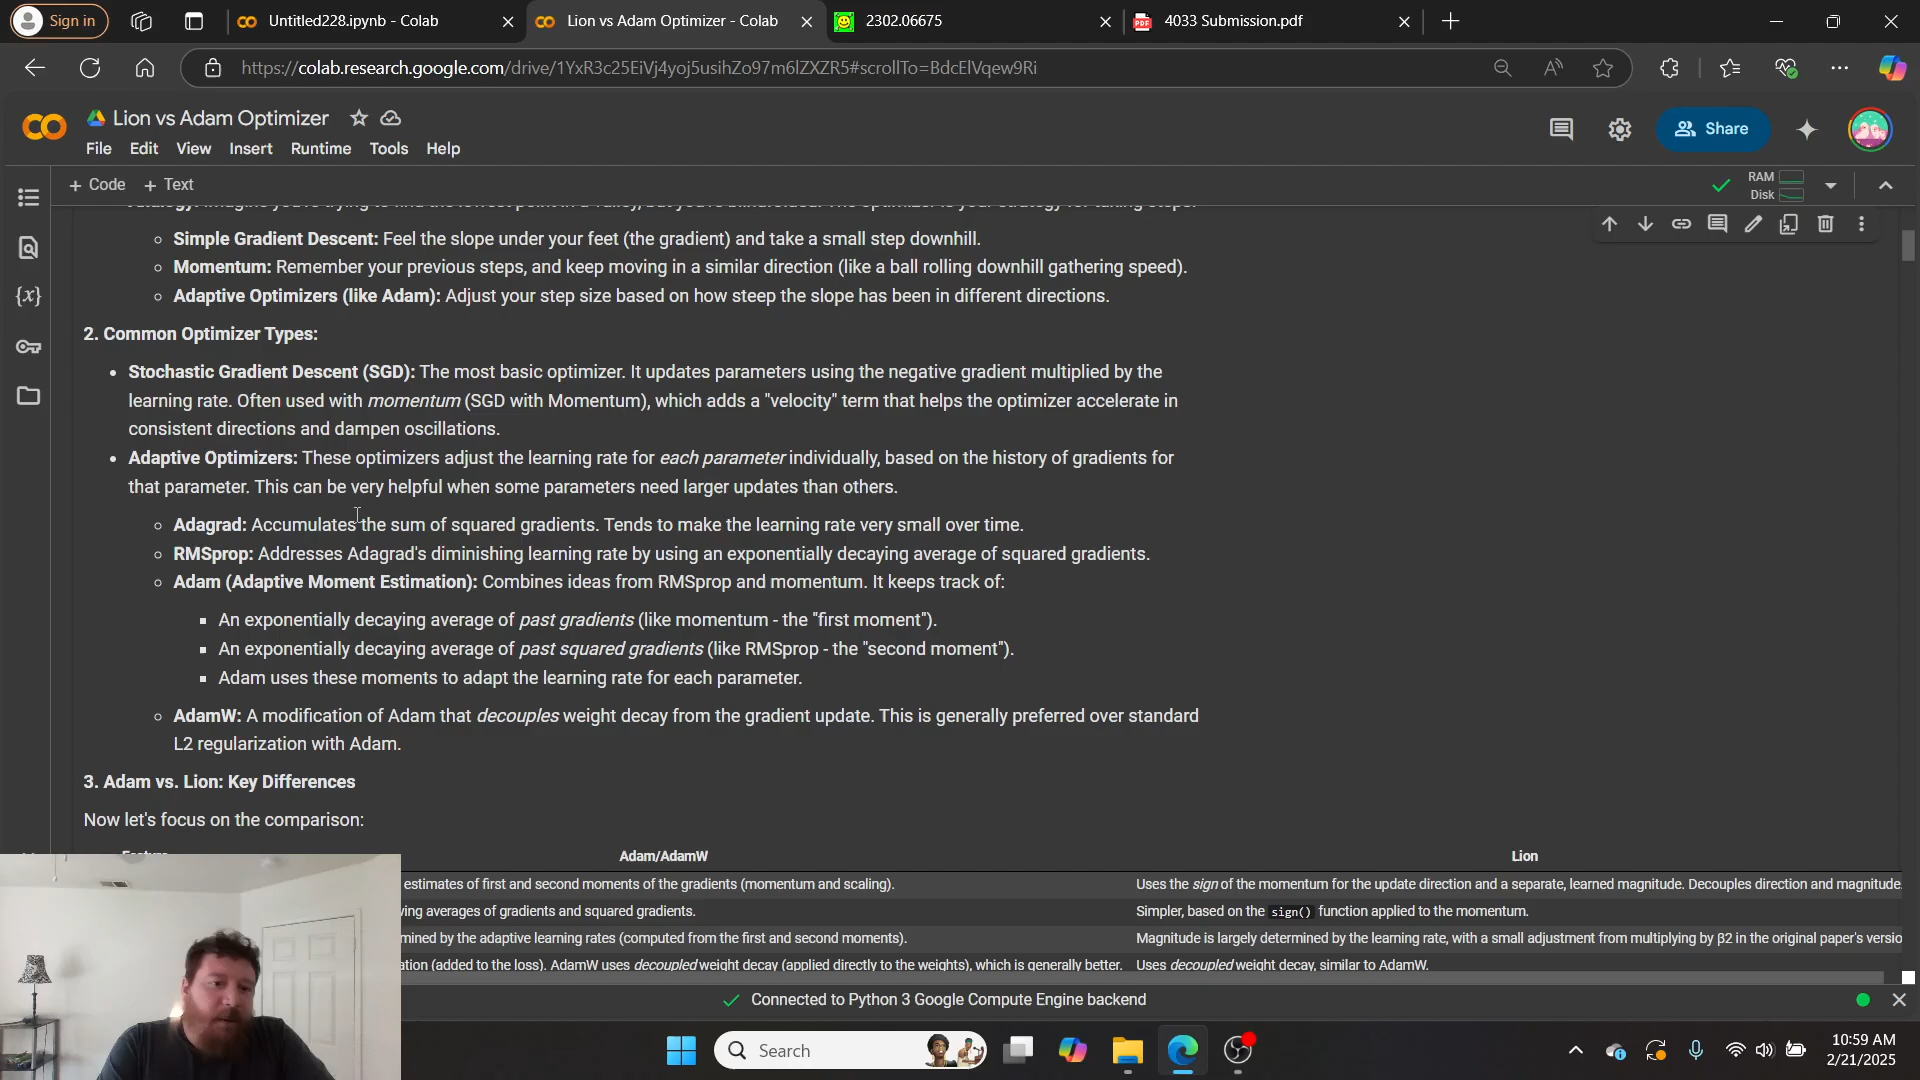 Sign in
Untitled228.ipynb - Colab
Lion vs Adam Optimizer - Colab
2302.06675
4033 Submission.pdf
https://colab.research.google.com/drive/1YxR3c25EiVj4yoj5usihZo97m6lZXZR5#scrollTo=BdcElVqew9Ri
Lion vs Adam Optimizer
File Edit View Insert Runtime Tools Help
Share
+ Code + Text
RAM
Disk
Simple Gradient Descent: Feel the slope under your feet (the gradient) and take a small step downhill.
Momentum: Remember your previous steps, and keep moving in a similar direction (like a ball rolling downhill gathering speed).
Adaptive Optimizers (like Adam): Adjust your step size based on how steep the slope has been in different directions.
2. Common Optimizer Types:
Stochastic Gradient Descent (SGD): The most basic optimizer. It updates parameters using the negative gradient multiplied by the
learning rate. Often used with momentum (SGD with Momentum), which adds a "velocity" term that helps the optimizer accelerate in
consistent directions and dampen oscillations.
Adaptive Optimizers: These optimizers adjust the learning rate for each parameter individually, based on the history of gradients for
that parameter. This can be very helpful when some parameters need larger updates than others.
Adagrad: Accumulates the sum of squared gradients. Tends to make the learning rate very small over time.
RMSprop: Addresses Adagrad's diminishing learning rate by using an exponentially decaying average of squared gradients.
Adam (Adaptive Moment Estimation): Combines ideas from RMSprop and momentum. It keeps track of:
An exponentially decaying average of past gradients (like momentum - the "first moment").
An exponentially decaying average of past squared gradients (like RMSprop - the "second moment").
Adam uses these moments to adapt the learning rate for each parameter.
AdamW: A modification of Adam that decouples weight decay from the gradient update. This is generally preferred over standard
L2 regularization with Adam.
3. Adam vs. Lion: Key Differences
Now let's focus on the comparison:
Adam/AdamW Lion
estimates of first and second moments of the gradients (momentum and scaling). Uses the sign of the momentum for the update direction and a separate, learned magnitude. Decouples direction and magnitude
ving averages of gradients and squared gradients. Simpler, based on the sign() function applied to the momentum.
mined by the adaptive learning rates (computed from the first and second moments). Magnitude is largely determined by the learning rate, with a small adjustment from multiplying by β2 in the original paper's versio
ation (added to the loss). AdamW uses decoupled weight decay (applied directly to the weights), which is generally better. Uses decoupled weight decay, similar to AdamW.
Connected to Python 3 Google Compute Engine backend
Search
10:59 AM
2/21/2025